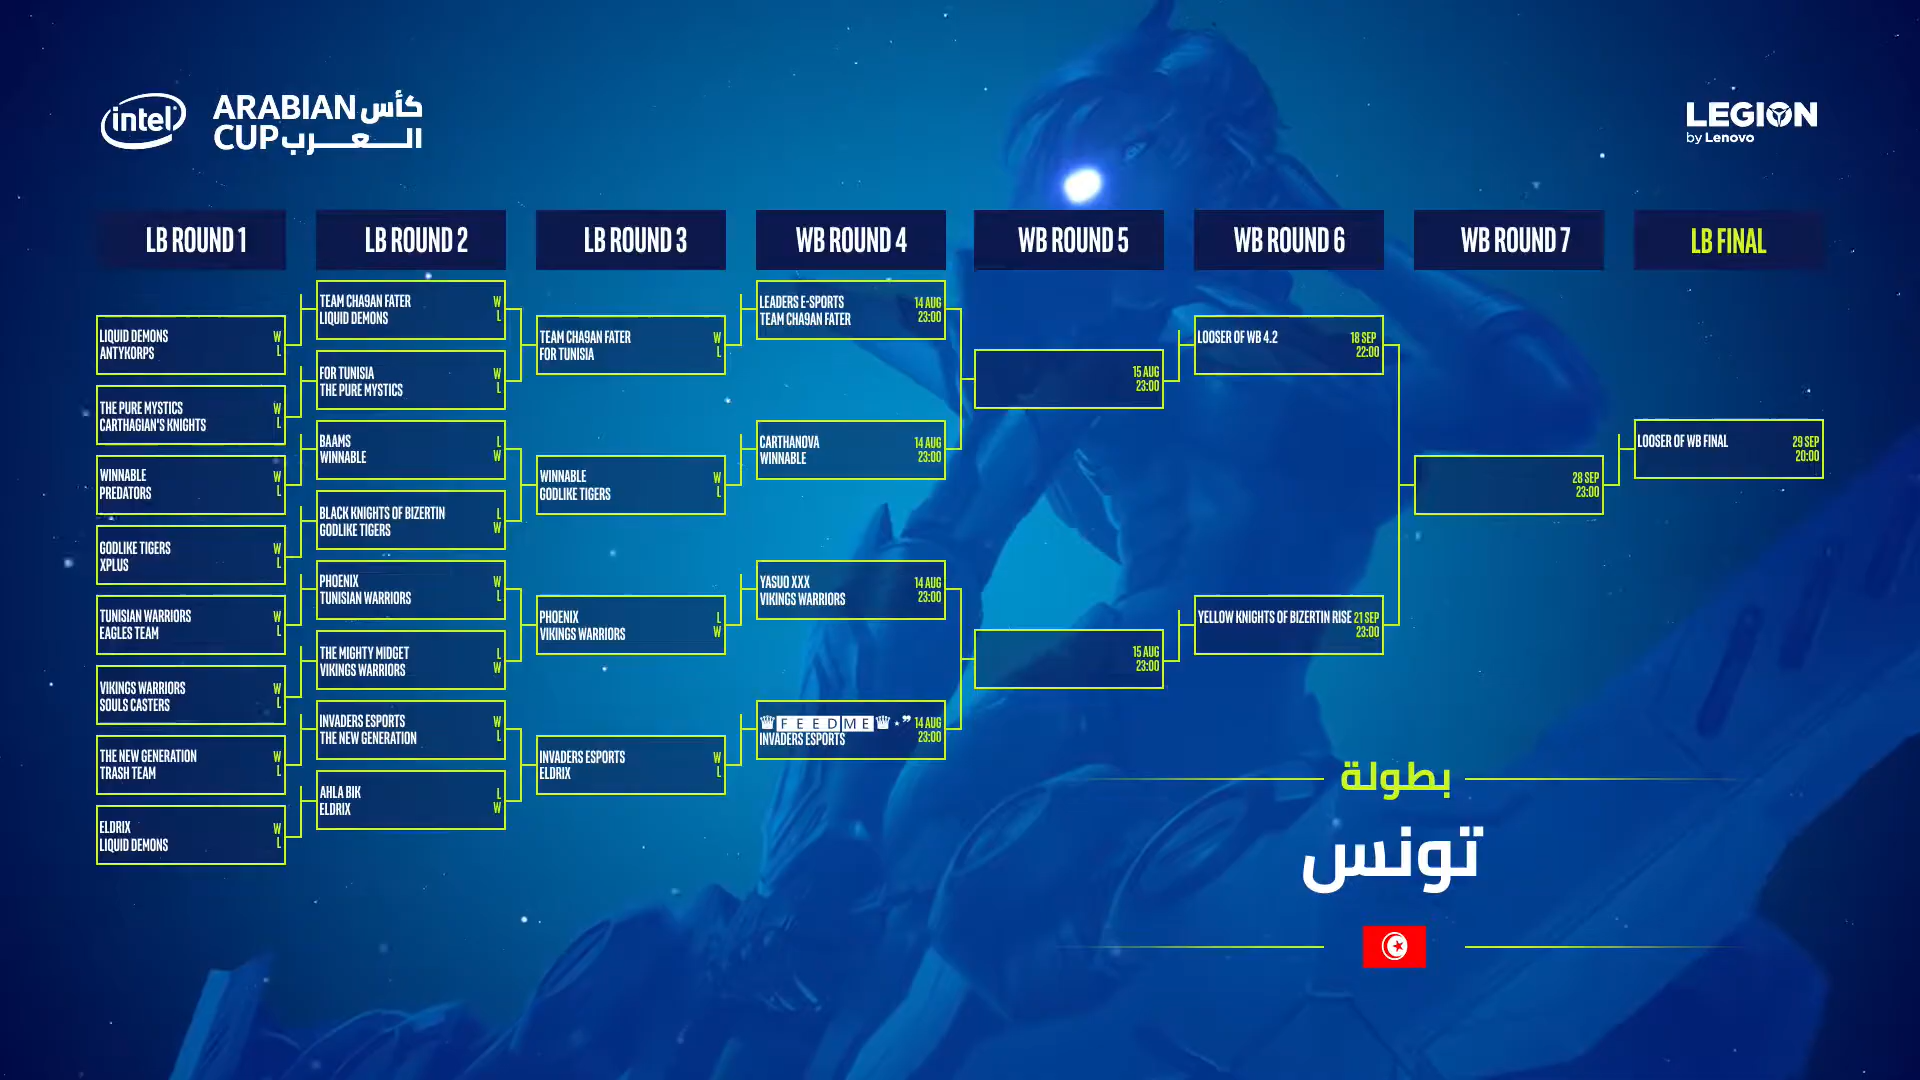 intel
ARABIAN كأس
CUP العرب
LEGION
by Lenovo
LB ROUND 1
LB ROUND 2
LB ROUND 3
WB ROUND 4
WB ROUND 5
WB ROUND 6
WB ROUND 7
LB FINAL
LIQUID DEMONS W
ANTYKORPS L
THE PURE MYSTICS W
CARTHAGIAN'S KNIGHTS L
WINNABLE W
PREDATORS L
GODLIKE TIGERS W
XPLUS L
TUNISIAN WARRIORS W
EAGLES TEAM L
VIKINGS WARRIORS W
SOULS CASTERS L
THE NEW GENERATION W
TRASH TEAM L
ELDRIX W
LIQUID DEMONS L
TEAM CHA9AN FATER W
LIQUID DEMONS L
FOR TUNISIA W
THE PURE MYSTICS L
BAAMS L
WINNABLE W
BLACK KNIGHTS OF BIZERTIN L
GODLIKE TIGERS W
PHOENIX W
TUNISIAN WARRIORS L
THE MIGHTY MIDGET L
VIKINGS WARRIORS W
INVADERS ESPORTS W
THE NEW GENERATION L
AHLA BIK L
ELDRIX W
TEAM CHA9AN FATER W
FOR TUNISIA L
WINNABLE W
GODLIKE TIGERS L
PHOENIX L
VIKINGS WARRIORS W
INVADERS ESPORTS W
ELDRIX L
LEADERS E-SPORTS 14 AUG
TEAM CHA9AN FATER 23:00
CARTHANOVA 14 AUG
WINNABLE 23:00
YASUO XXX 14 AUG
VIKINGS WARRIORS 23:00
♛🄵🄴🄴🄳🄼🄴♛⋆❞ 14 AUG
INVADERS ESPORTS 23:00
15 AUG
23:00
15 AUG
23:00
LOOSER OF WB 4.2 18 SEP
22:00
YELLOW KNIGHTS OF BIZERTIN RISE 21 SEP
23:00
28 SEP
23:00
LOOSER OF WB FINAL 29 SEP
20:00
بطولة
تونس